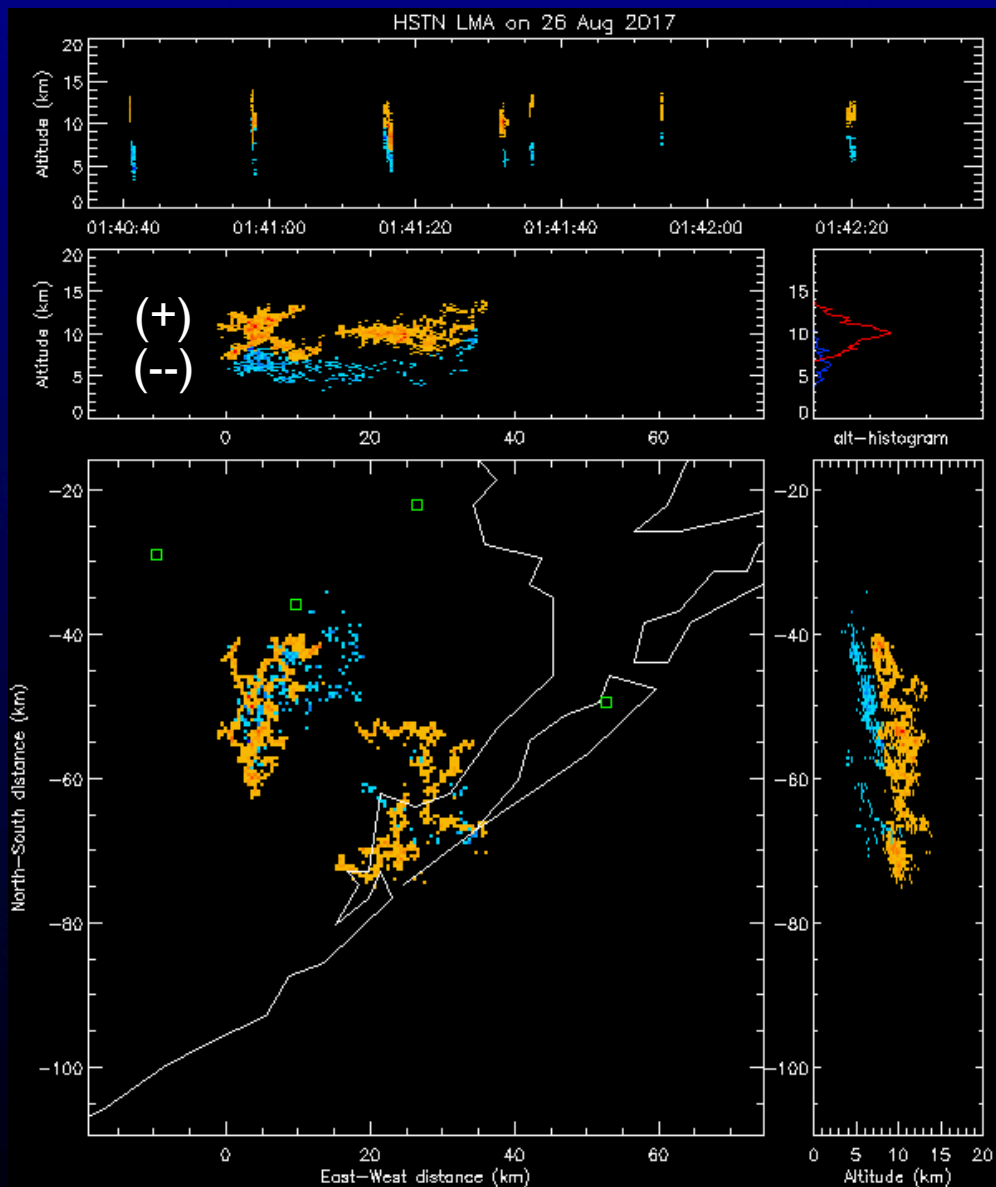 HSTN LMA on 26 Aug 2017
Altitude (km)
20
15
10
5
0
01:40:40 01:41:00 01:41:20 01:41:40 01:42:00 01:42:20
Altitude (km)
20
15
10
5
0
(+)
(--)
0 20 40 60
15
10
5
0
alt-histogram
North-South distance (km)
-20
-40
-60
-80
-100
0 20 40 60
East-West distance (km)
-20
-40
-60
-80
-100
0 5 10 15 20
Altitude (km)